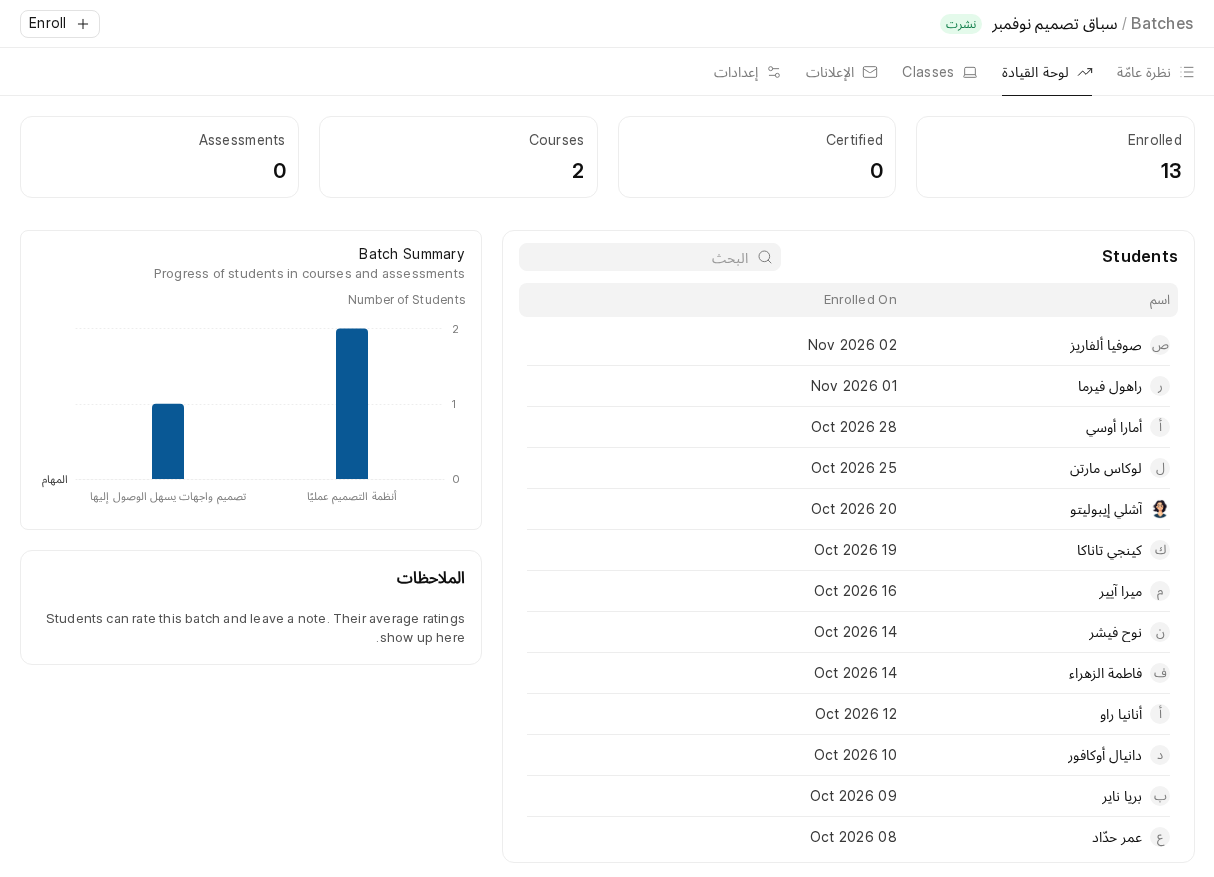 Batches / سباق تصميم نوفمبر نشرت
Enroll
نظرة عامّة
لوحة القيادة
Classes
الإعلانات
إعدادات
Enrolled
13
Certified
0
Courses
2
Assessments
0
Students
البحث
اسم Enrolled On
ص صوفيا ألفاريز 02 Nov 2026
ر راهول فيرما 01 Nov 2026
أ أمارا أوسي 28 Oct 2026
ل لوكاس مارتن 25 Oct 2026
آشلي إيبوليتو 20 Oct 2026
ك كينجي تاناكا 19 Oct 2026
م ميرا آيير 16 Oct 2026
ن نوح فيشر 14 Oct 2026
ف فاطمة الزهراء 14 Oct 2026
أ أنانيا راو 12 Oct 2026
د دانيال أوكافور 10 Oct 2026
ب بريا ناير 09 Oct 2026
ع عمر حدّاد 08 Oct 2026
Batch Summary
Progress of students in courses and assessments
Number of Students
2
1
0
المهام
أنظمة التصميم عمليًا
تصميم واجهات يسهل الوصول إليها
الملاحظات
Students can rate this batch and leave a note. Their average ratings
show up here.